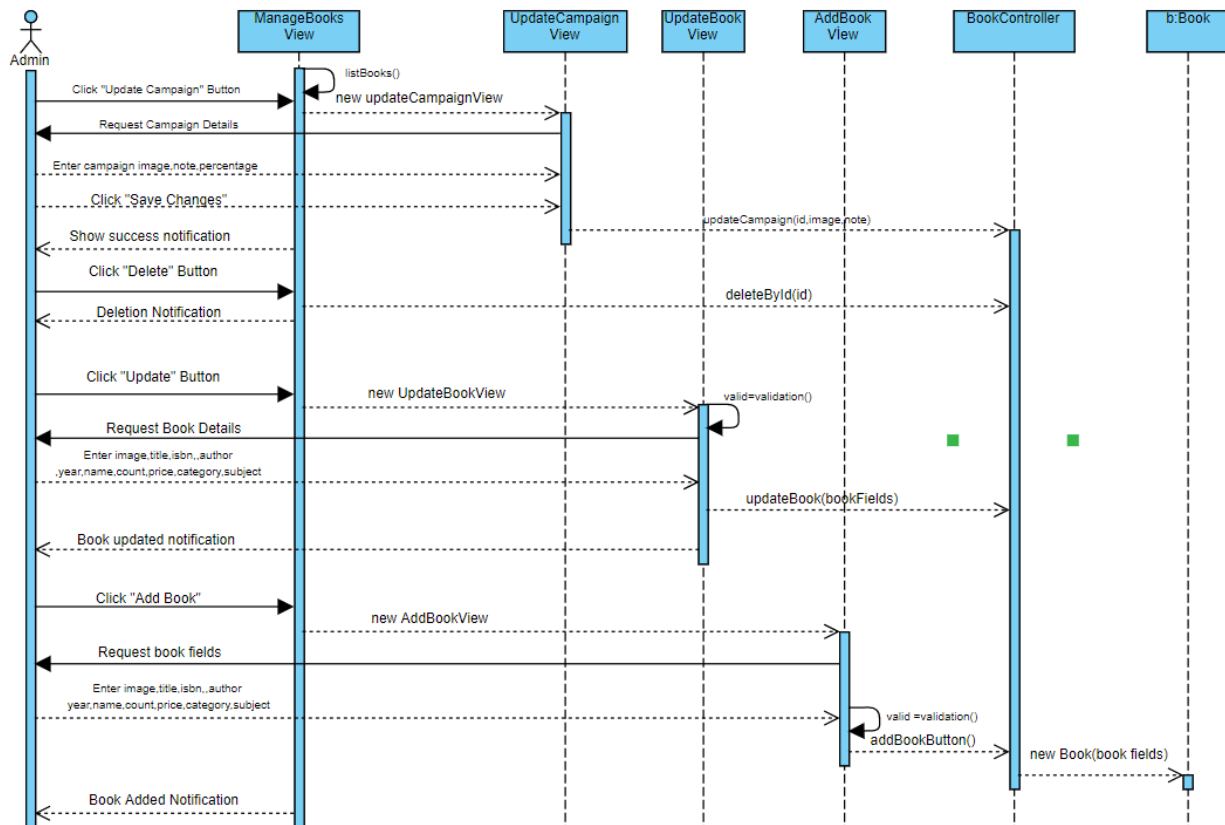 ManageBooks
View
UpdateCampaign
View
UpdateBook
View
AddBook
View
BookController
b:Book
Admin
listBooks()
Click "Update Campaign" Button
new updateCampaignView
Request Campaign Details
Enter campaign image,note,percentage
Click "Save Changes"
updateCampaign(id,image,note)
Show success notification
Click "Delete" Button
deleteById(id)
Deletion Notification
Click "Update" Button
new UpdateBookView
valid=validation()
Request Book Details
Enter image,title,isbn,,author
,year,name,count,price,category,subject
updateBook(bookFields)
Book updated notification
Click "Add Book"
new AddBookView
Request book fields
Enter image,title,isbn,,author
year,name,count,price,category,subject
valid =validation()
addBookButton()
new Book(book fields)
Book Added Notification